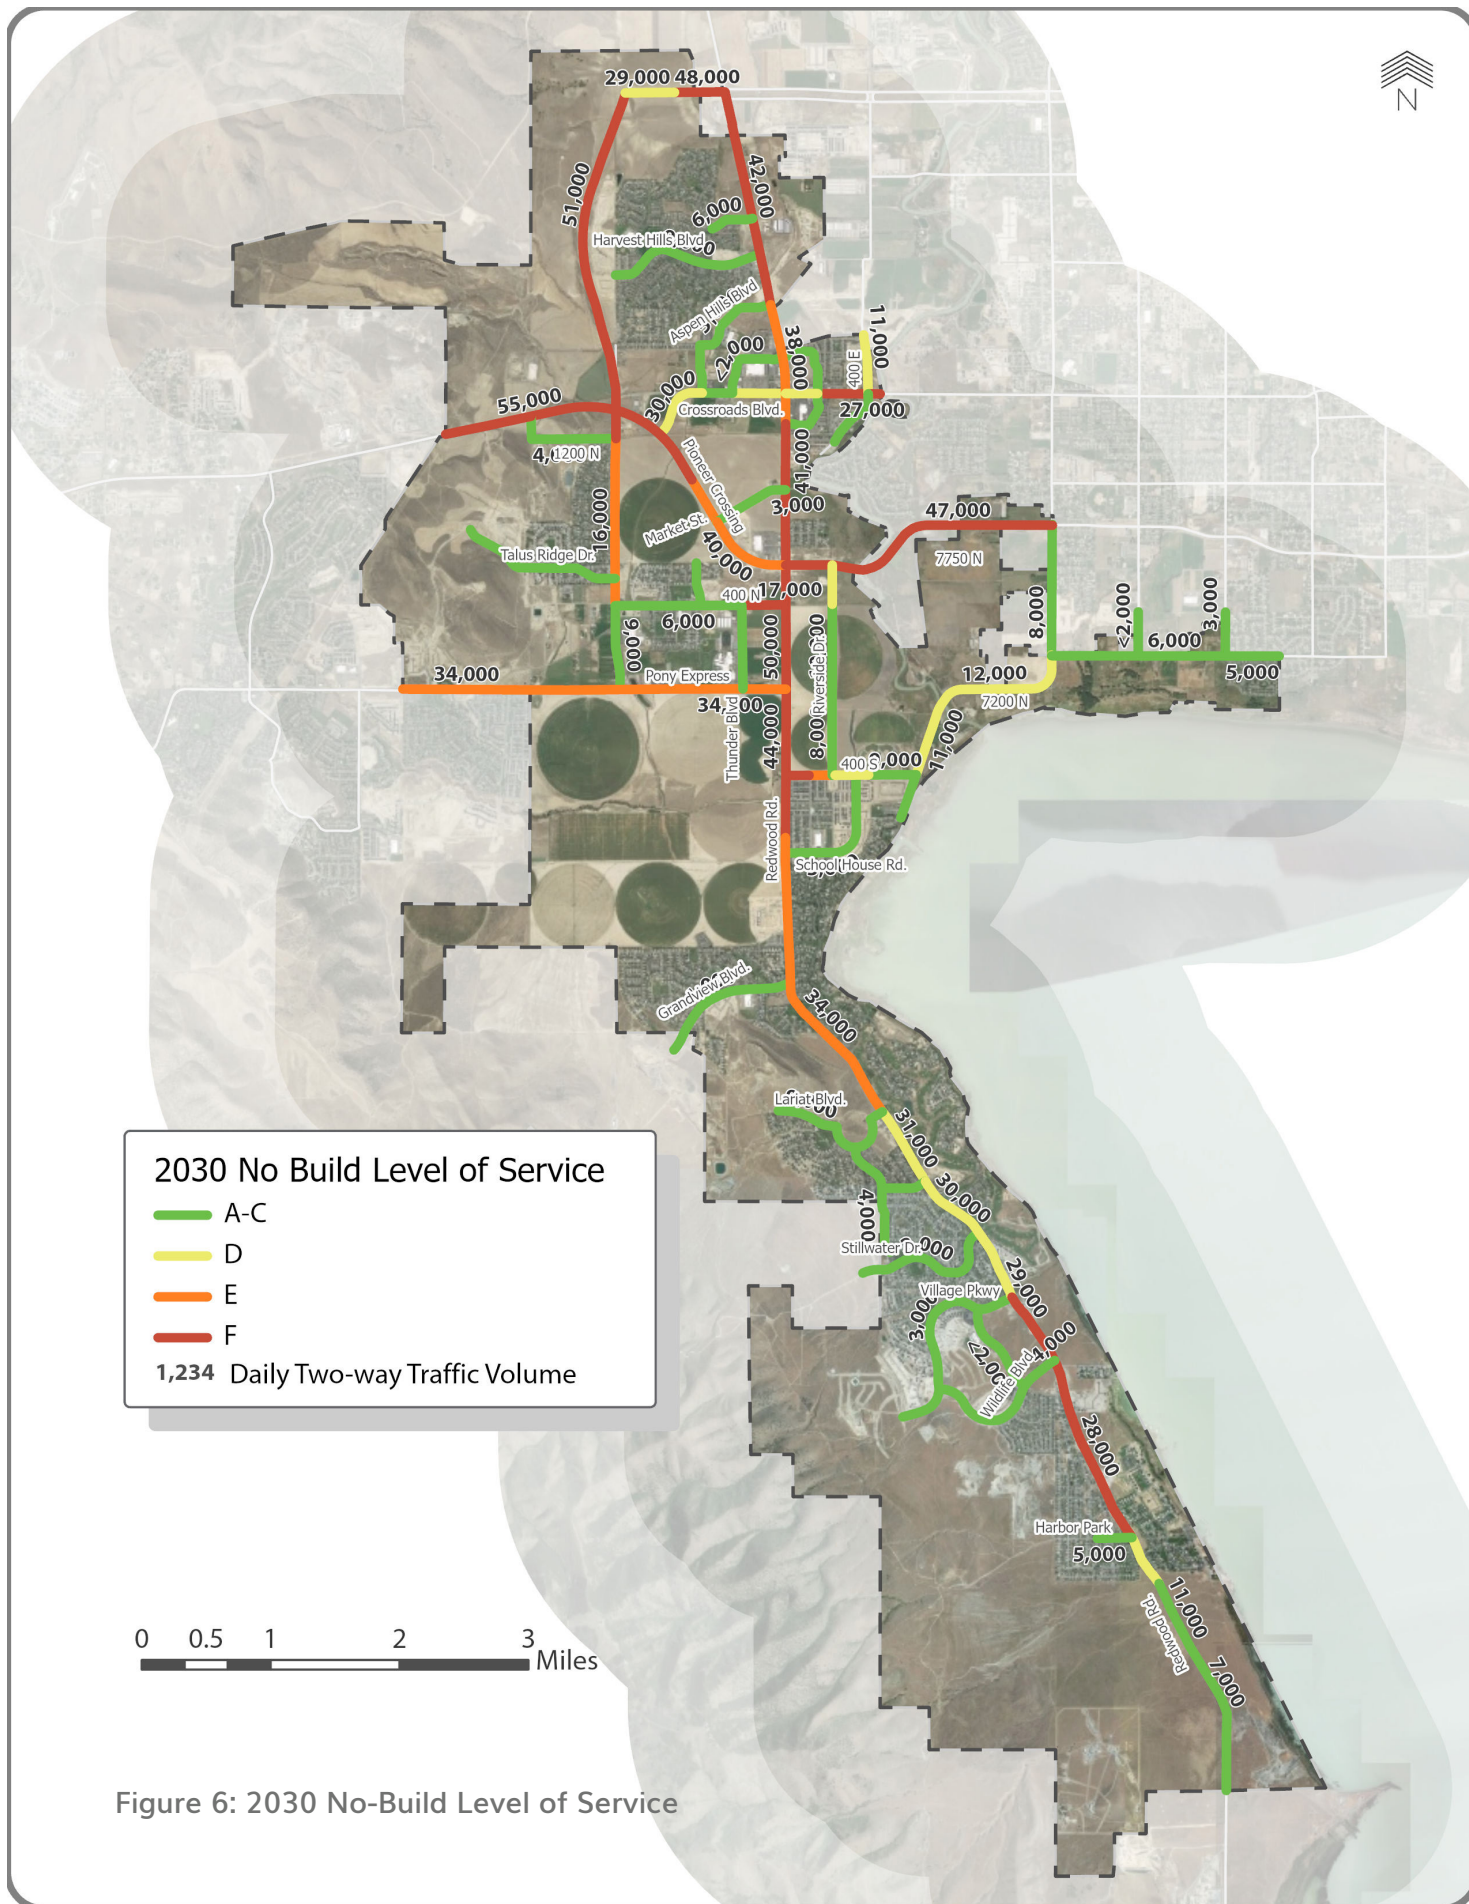 N
29,000 48,000
51,000
42,000
6,000
Harvest Hills Blvd
Aspen Hills Blvd
38,000
11,000
400 E
<2,000
30,000
Crossroads Blvd.
27,000
55,000
1200 N
Pioneer Crossing
41,000
3,000
16,000
Market St.
40,000
47,000
7750 N
Talus Ridge Dr.
400 N
17,000
6,000
9,000
50,000
Riverside Dr.
8,000
<2,000
3,000
6,000
5,000
34,000
Pony Express
12,000
7200 N
Thunder Blvd
44,000
11,000
400 S
Redwood Rd.
School House Rd.
Grandview Blvd.
34,000
Lariat Blvd.
31,000
30,000
4,000
Stillwater Dr.
29,000
Village Pkwy
3,000
4,000
Wildlife Blvd.
28,000
Harbor Park
5,000
11,000
Redwood Rd.
7,000
2030 No Build Level of Service
A-C
D
E
F
1,234 Daily Two-way Traffic Volume
0 0.5 1 2 3
Miles
Figure 6: 2030 No-Build Level of Service